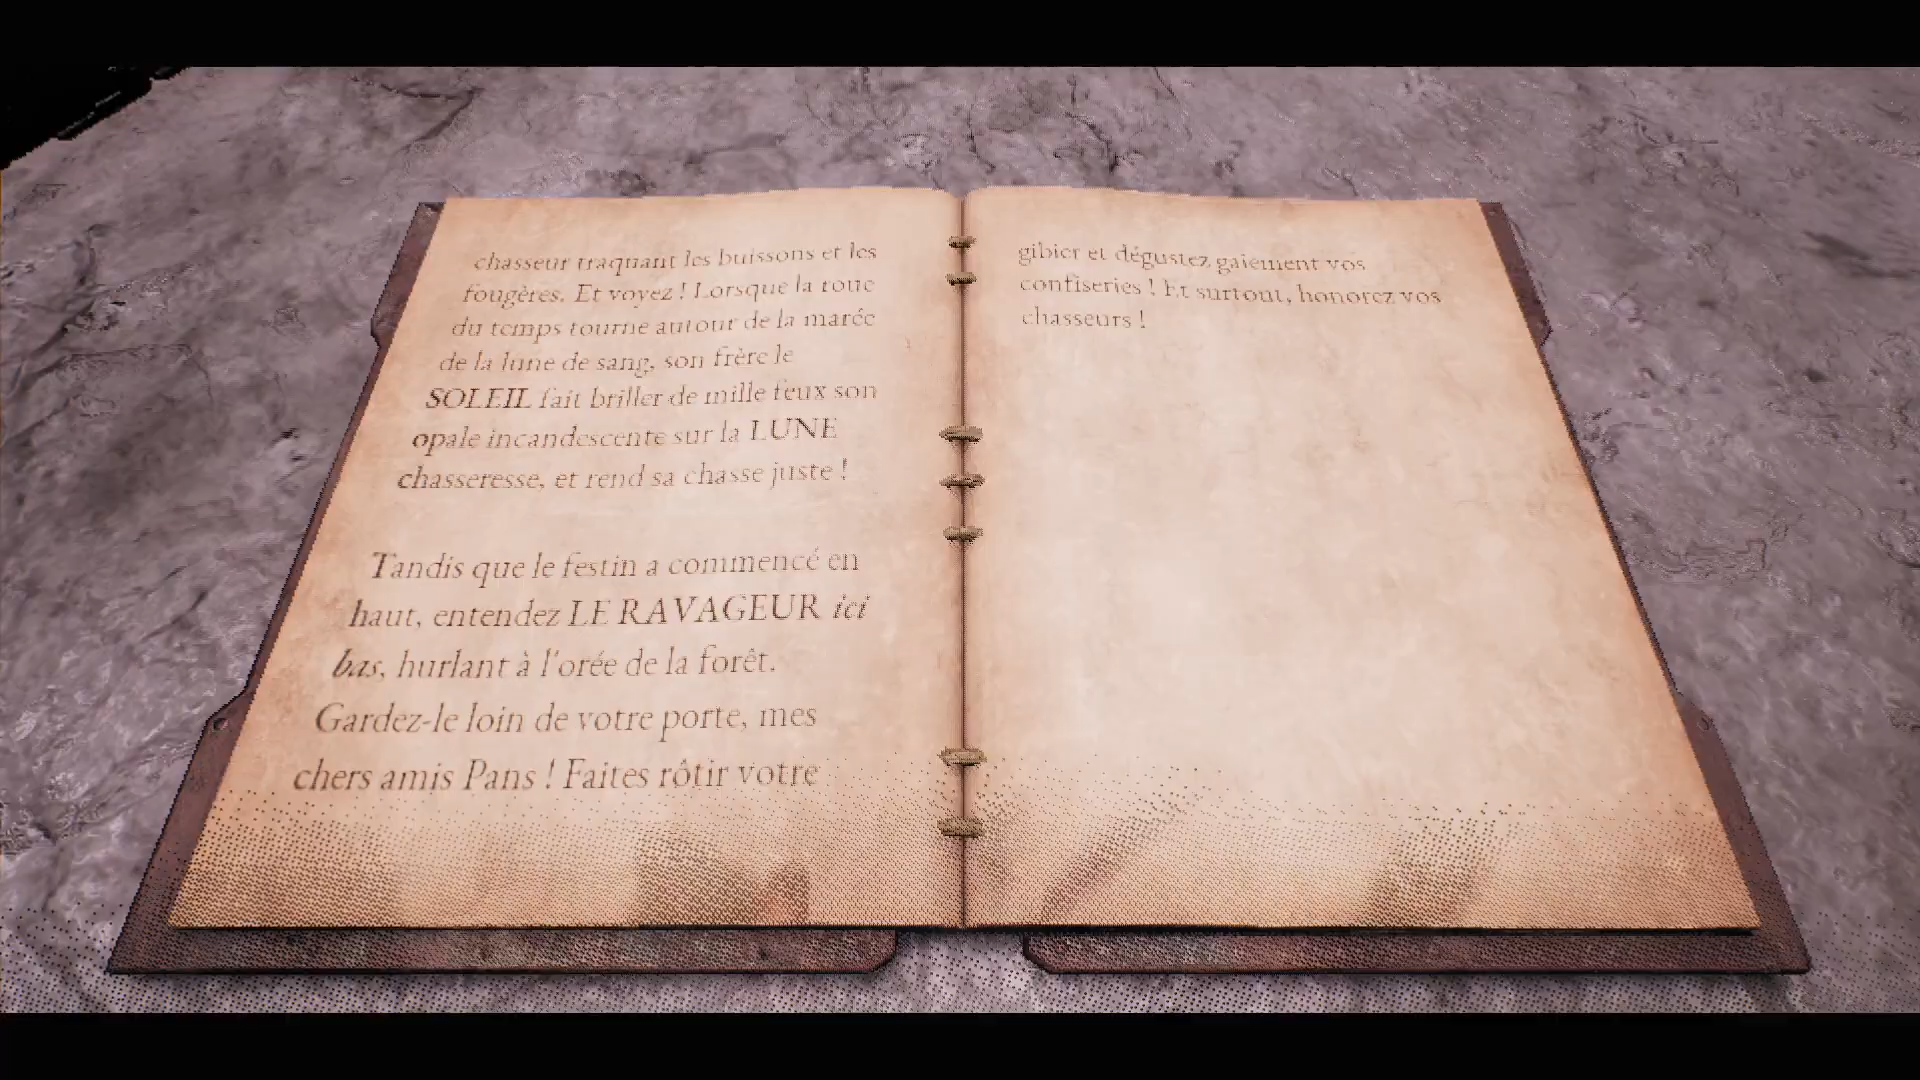 chasseur traquant les buissons et les
fougères. Et voyez ! Lorsque la roue
du temps tourne autour de la marée
de la lune de sang, son frère le
SOLEIL fait briller de mille feux son
opale incandescente sur la LUNE
chasseresse, et rend sa chasse juste !
Tandis que le festin a commencé en
haut, entendez LE RAVAGEUR ici
bas, hurlant à l'orée de la forêt.
Gardez-le loin de votre porte, mes
chers amis Pans ! Faites rôtir votre
gibier et dégustez gaiement vos
confiseries ! Et surtout, honorez vos
chasseurs !